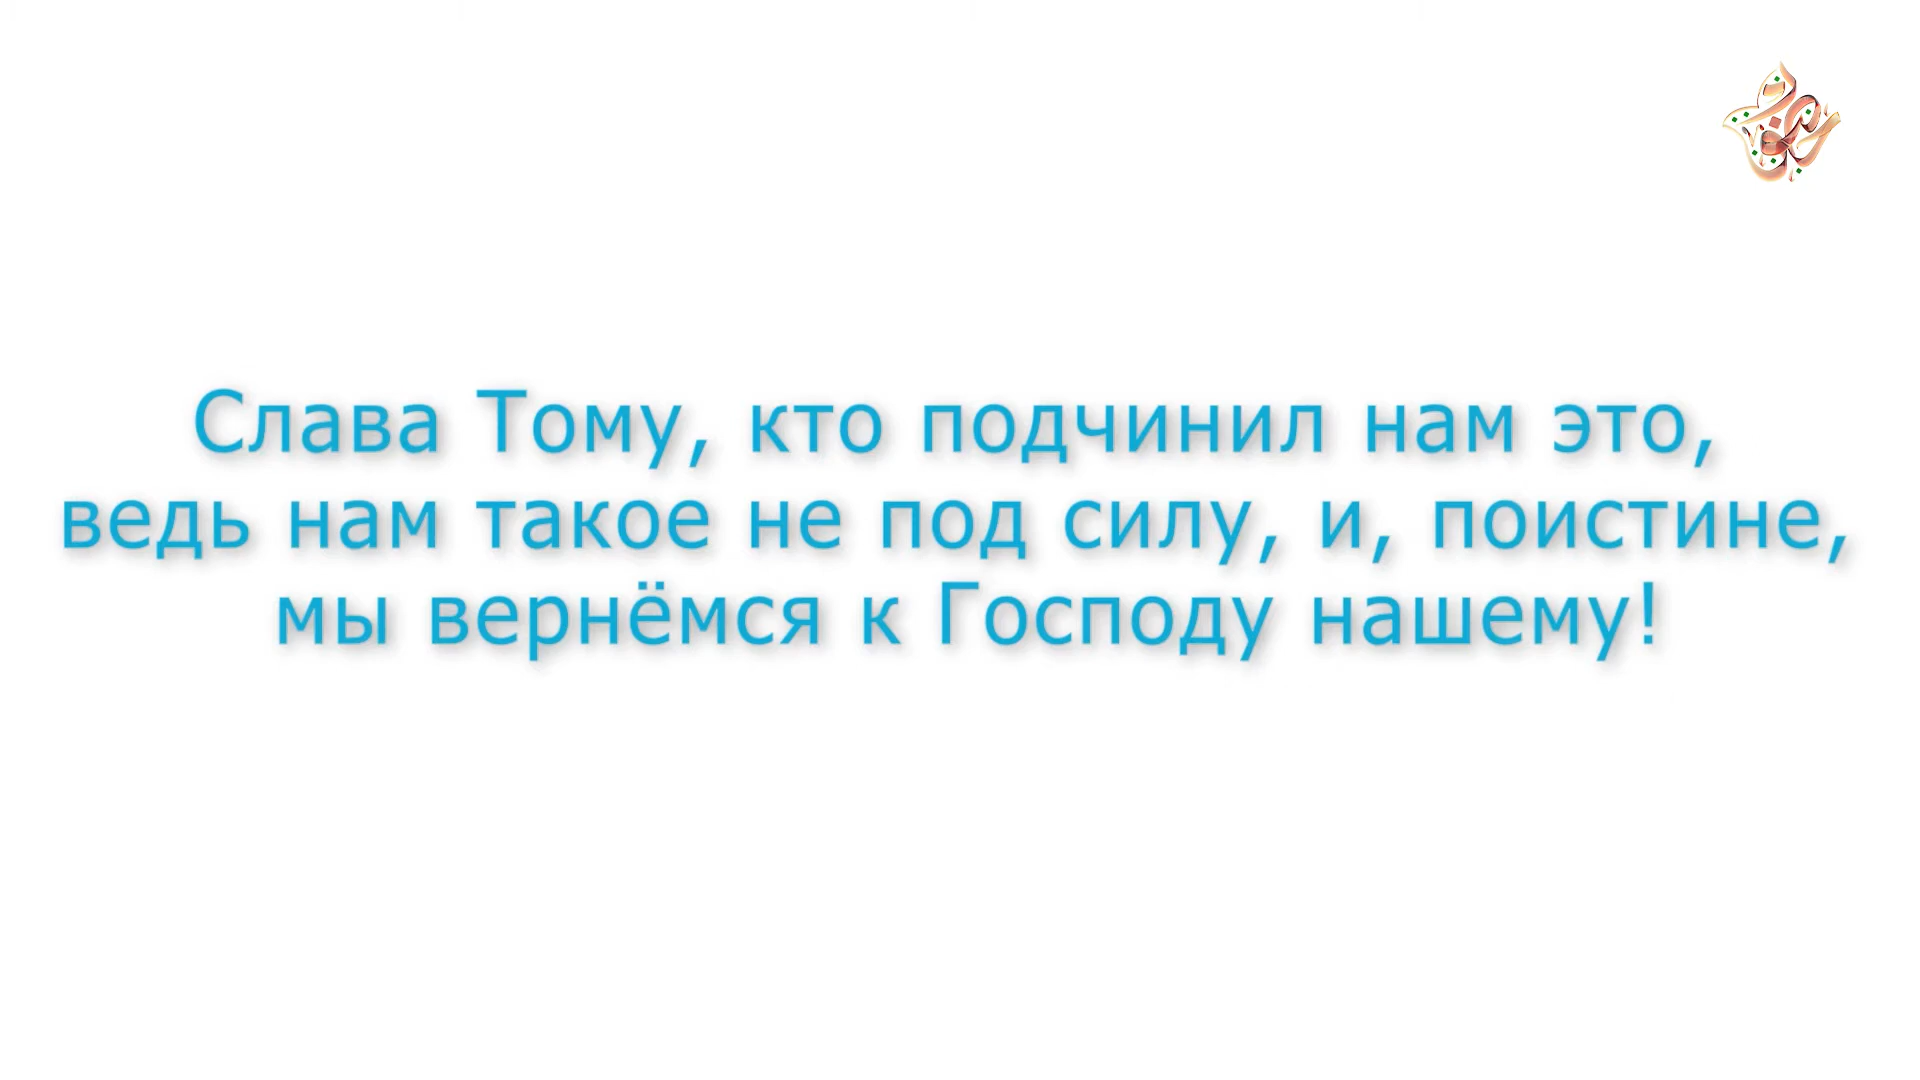 Слава Тому, кто подчинил нам это,
ведь нам такое не под силу, и, поистине,
мы вернёмся к Господу нашему!